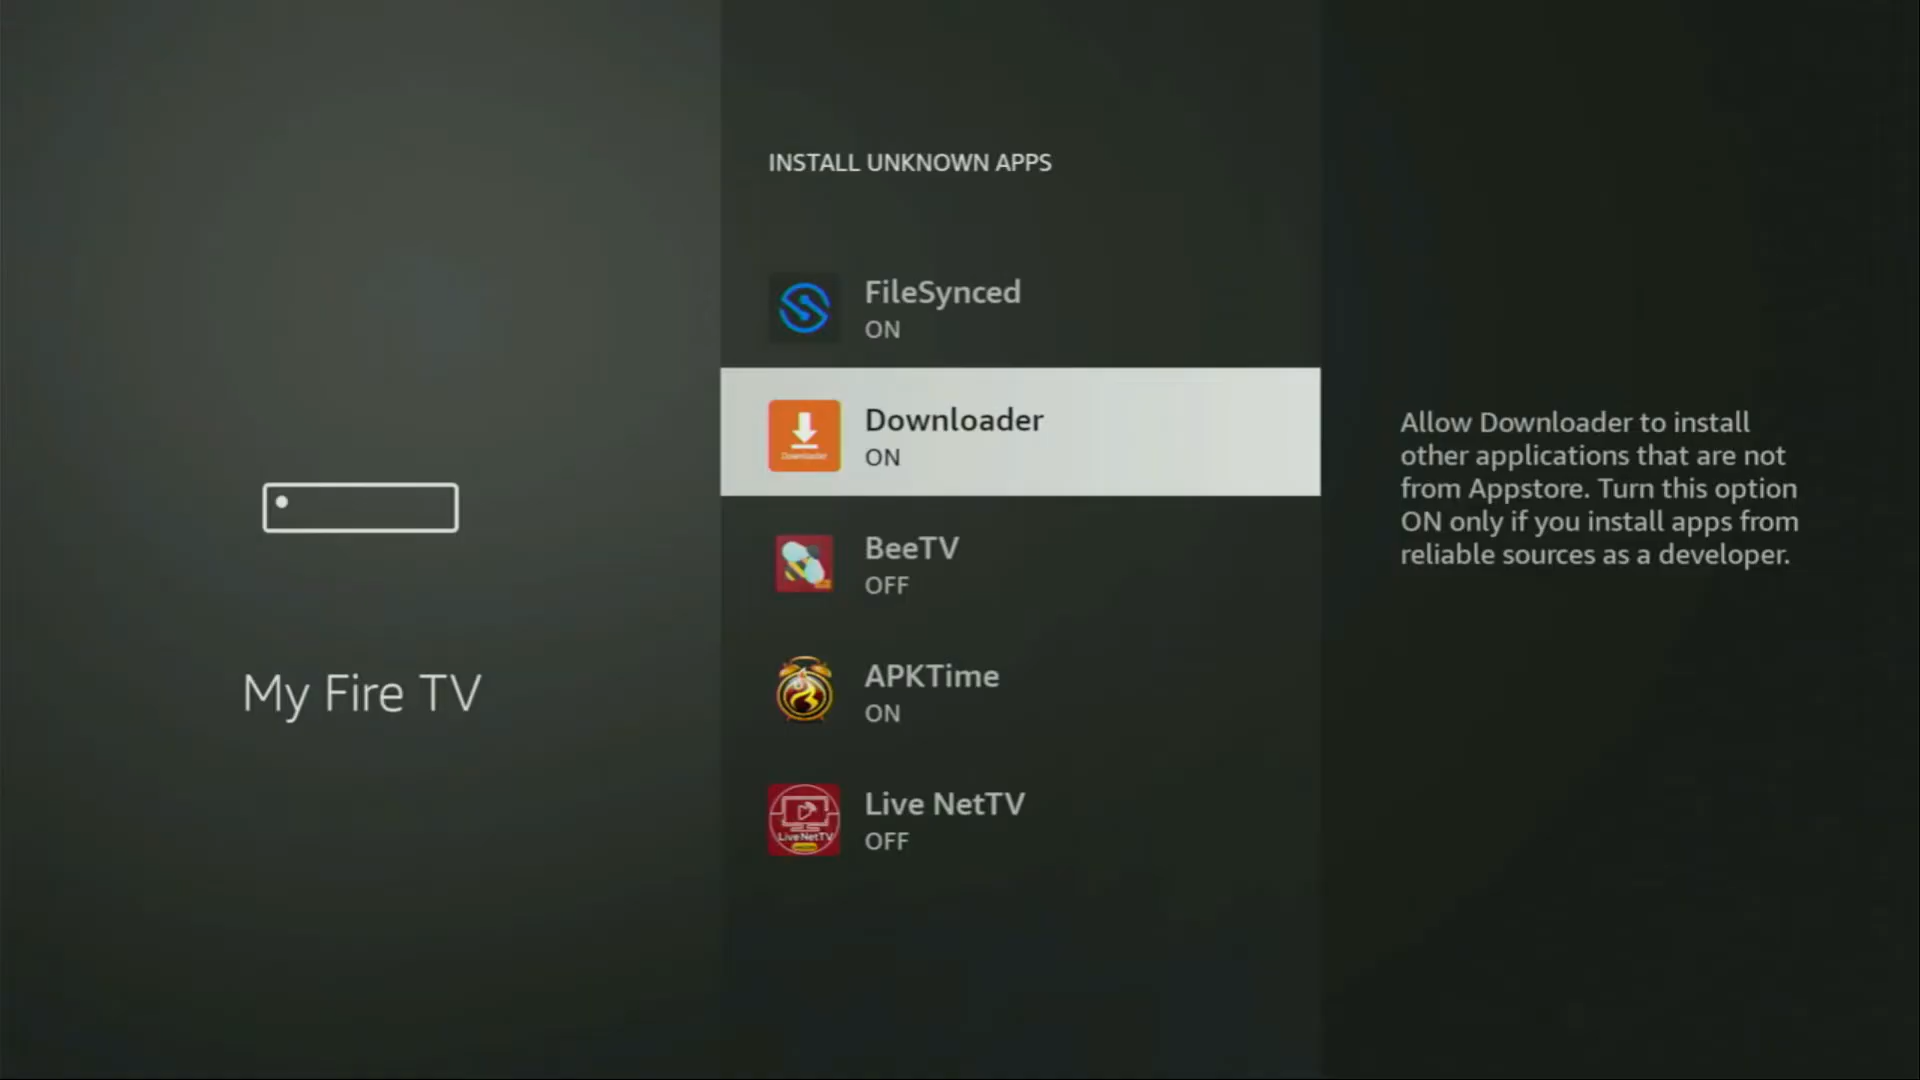 INSTALL UNKNOWN APPS
FileSynced
ON
Downloader
Downloader
ON
BeeTV
OFF
APKTime
ON
LiveNetTV
Live NetTV
OFF
My Fire TV
Allow Downloader to install
other applications that are not
from Appstore. Turn this option
ON only if you install apps from
reliable sources as a developer.